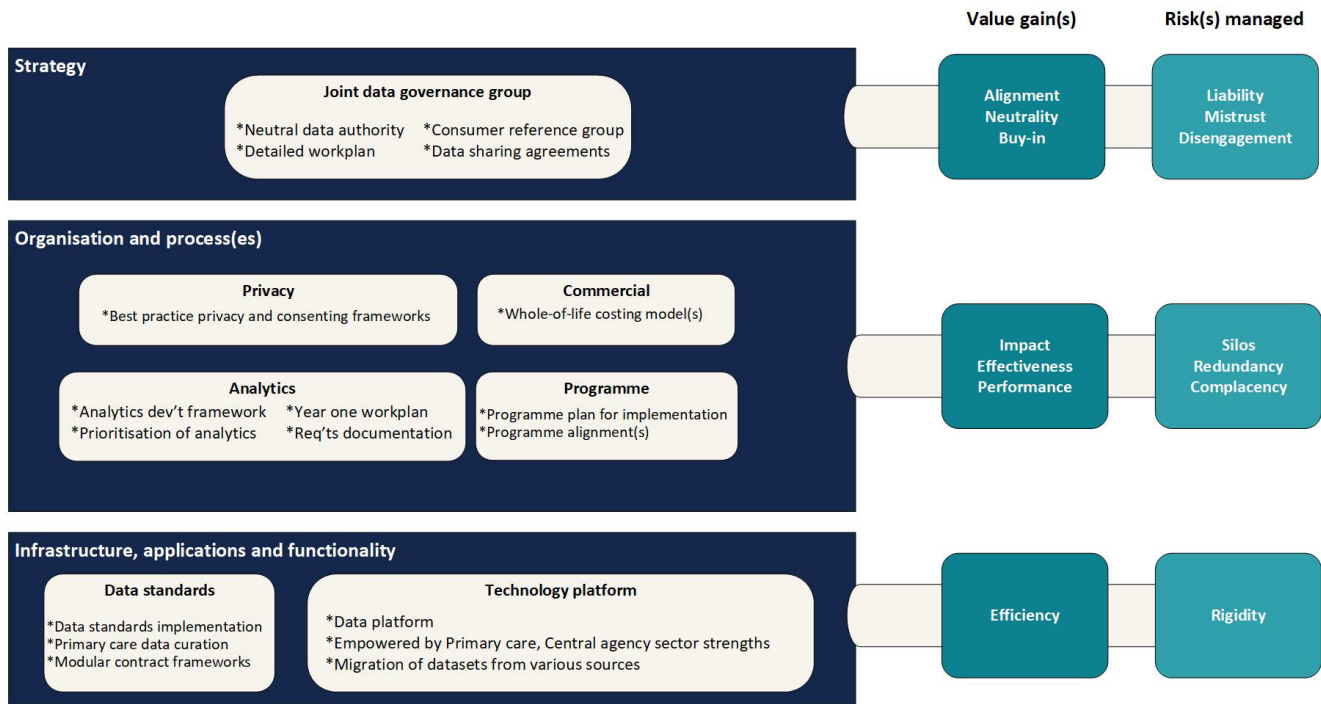 Value gain(s)
Risk(s) managed
Strategy
Joint data governance group
*Neutral data authority
*Consumer reference group
*Detailed workplan
*Data sharing agreements
Alignment
Neutrality
Buy-in
Liability
Mistrust
Disengagement
Organisation and process(es)
Privacy
*Best practice privacy and consenting frameworks
Commercial
*Whole-of-life costing model(s)
Analytics
*Analytics dev't framework
*Year one workplan
*Prioritisation of analytics
*Req'ts documentation
Programme
*Programme plan for implementation
*Programme alignment(s)
Impact
Effectiveness
Performance
Silos
Redundancy
Complacency
Infrastructure, applications and functionality
Data standards
*Data standards implementation
*Primary care data curation
*Modular contract frameworks
Technology platform
*Data platform
*Empowered by Primary care, Central agency sector strengths
*Migration of datasets from various sources
Efficiency
Rigidity